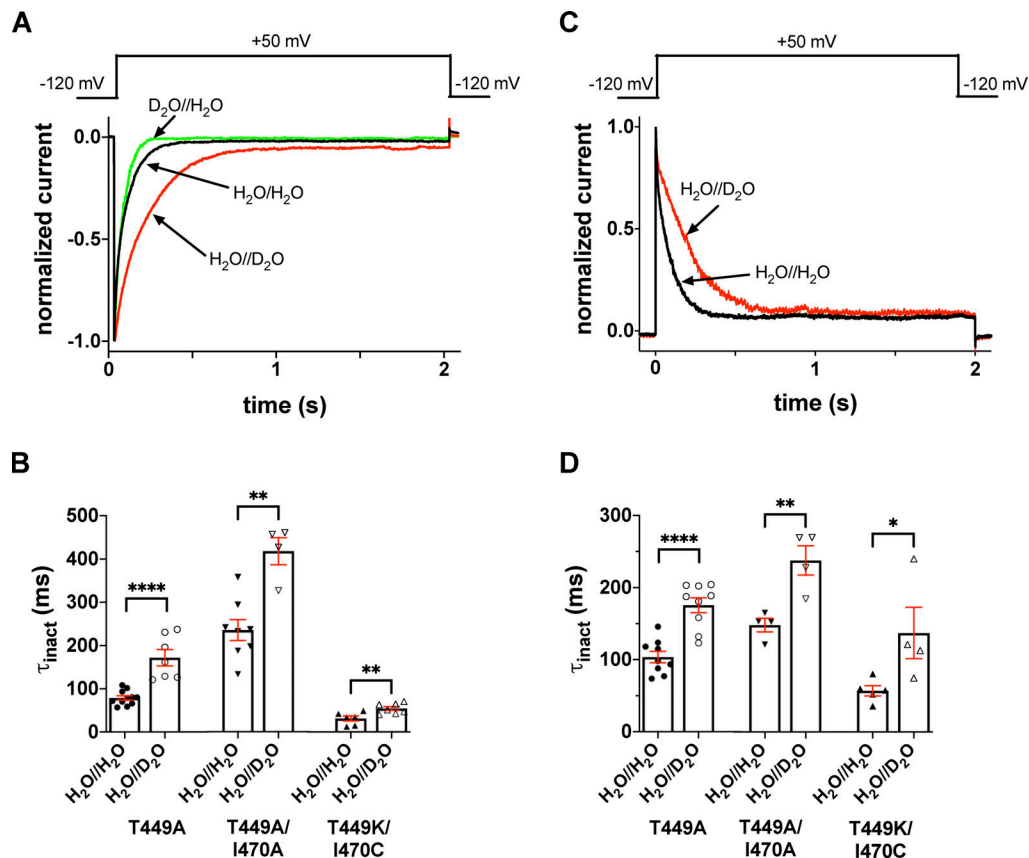 A
+50 mV
-120 mV
-120 mV
D₂O//H₂O
H₂O/H₂O
H₂O//D₂O
normalized current
0.0
-0.5
-1.0
0
1
2
time (s)
C
+50 mV
-120 mV
-120 mV
H₂O//D₂O
H₂O//H₂O
normalized current
1.0
0.5
0.0
0
1
2
time (s)
B
τinact (ms)
500
400
300
200
100
0
****
**
**
H₂O//H₂O
H₂O//D₂O
H₂O//H₂O
H₂O//D₂O
H₂O//H₂O
H₂O//D₂O
T449A
T449A/
I470A
T449K/
I470C
D
τinact (ms)
300
200
100
0
****
**
*
H₂O//H₂O
H₂O//D₂O
H₂O//H₂O
H₂O//D₂O
H₂O//H₂O
H₂O//D₂O
T449A
T449A/
I470A
T449K/
I470C